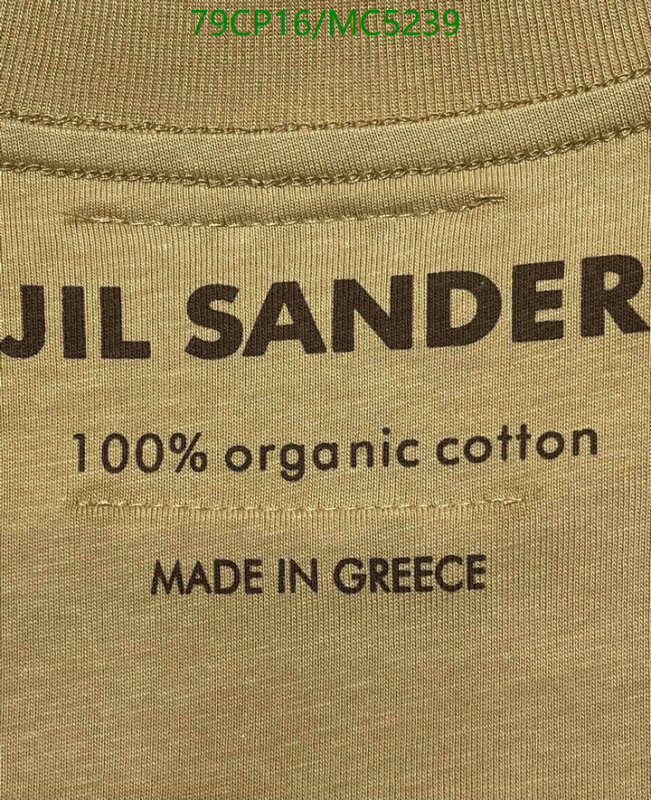 79CP16/MC5239
JIL SANDER
100% organic cotton
MADE IN GREECE